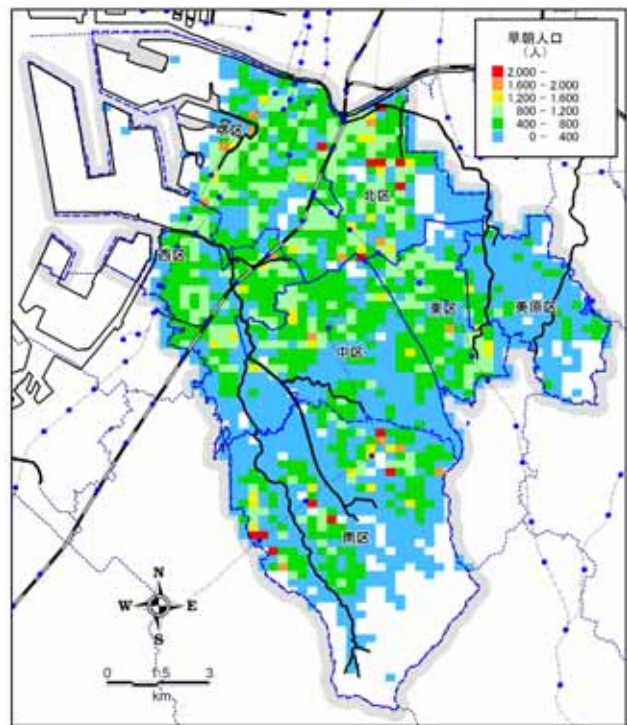 早朝人口
(人)
2,000 -
1,600 - 2,000
1,200 - 1,600
800 - 1,200
400 - 800
0 - 400
堺区
北区
西区
東区
美原区
中区
南区
N
W E
S
0 1.5 3
km